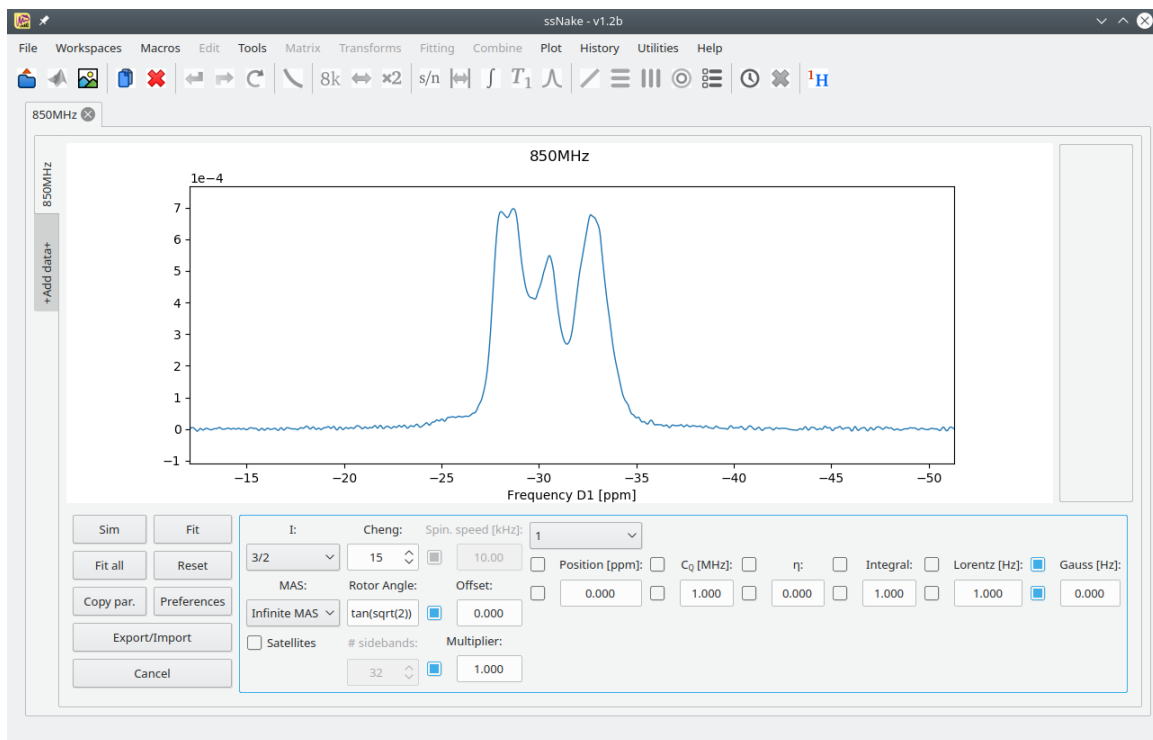 ssNake - v1.2b
File Workspaces Macros Edit Tools Matrix Transforms Fitting Combine Plot History Utilities Help
8k ×2 s/n ∫ T1 1H
850MHz
850MHz
+Add data+
850MHz
1e−4
7
6
5
4
3
2
1
0
−1
−15 −20 −25 −30 −35 −40 −45 −50
Frequency D1 [ppm]
Sim Fit
Fit all Reset
Copy par. Preferences
Export/Import
Cancel
I: Cheng: Spin. speed [kHz]: 1
3/2 15 10.00 Position [ppm]: CQ [MHz]: η: Integral: Lorentz [Hz]: Gauss [Hz]:
MAS: Rotor Angle: Offset: 0.000 1.000 0.000 1.000 1.000 0.000
Infinite MAS tan(sqrt(2)) 0.000
Satellites # sidebands: Multiplier:
32 1.000